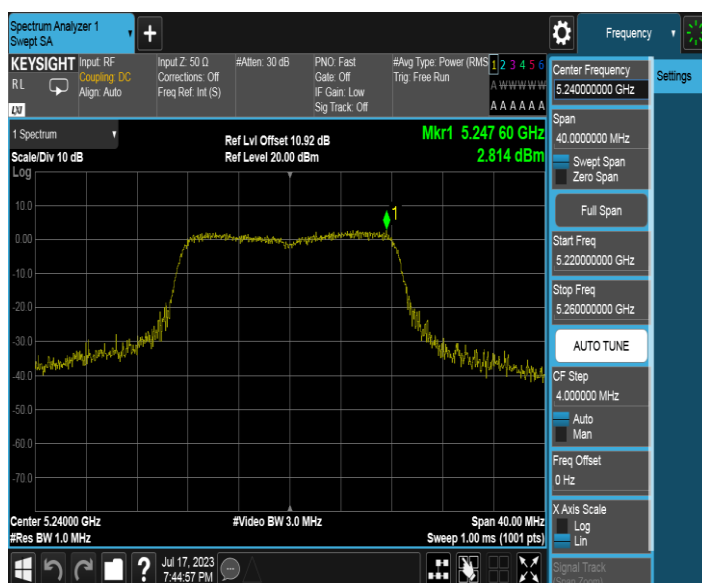 Spectrum Analyzer 1
Swept SA
+
Frequency
KEYSIGHT
RL
LXI
Input: RF
Coupling: DC
Align: Auto
Input Z: 50 Ω
Corrections: Off
Freq Ref: Int (S)
#Atten: 30 dB
PNO: Fast
Gate: Off
IF Gain: Low
Sig Track: Off
#Avg Type: Power (RMS
Trig: Free Run
1 2 3 4 5 6
A W W W W W
A A A A A A
1 Spectrum
Scale/Div 10 dB
Ref Lvl Offset 10.92 dB
Ref Level 20.00 dBm
Mkr1 5.247 60 GHz
2.814 dBm
Log
10.0
0.00
-10.0
-20.0
-30.0
-40.0
-50.0
-60.0
-70.0
1
Center 5.24000 GHz
#Res BW 1.0 MHz
#Video BW 3.0 MHz
Span 40.00 MHz
Sweep 1.00 ms (1001 pts)
Center Frequency
5.240000000 GHz
Settings
Span
40.0000000 MHz
Swept Span
Zero Span
Full Span
Start Freq
5.220000000 GHz
Stop Freq
5.260000000 GHz
AUTO TUNE
CF Step
4.000000 MHz
Auto
Man
Freq Offset
0 Hz
X Axis Scale
Log
Lin
Signal Track
(Span Zoom)
?
Jul 17, 2023
7:44:57 PM